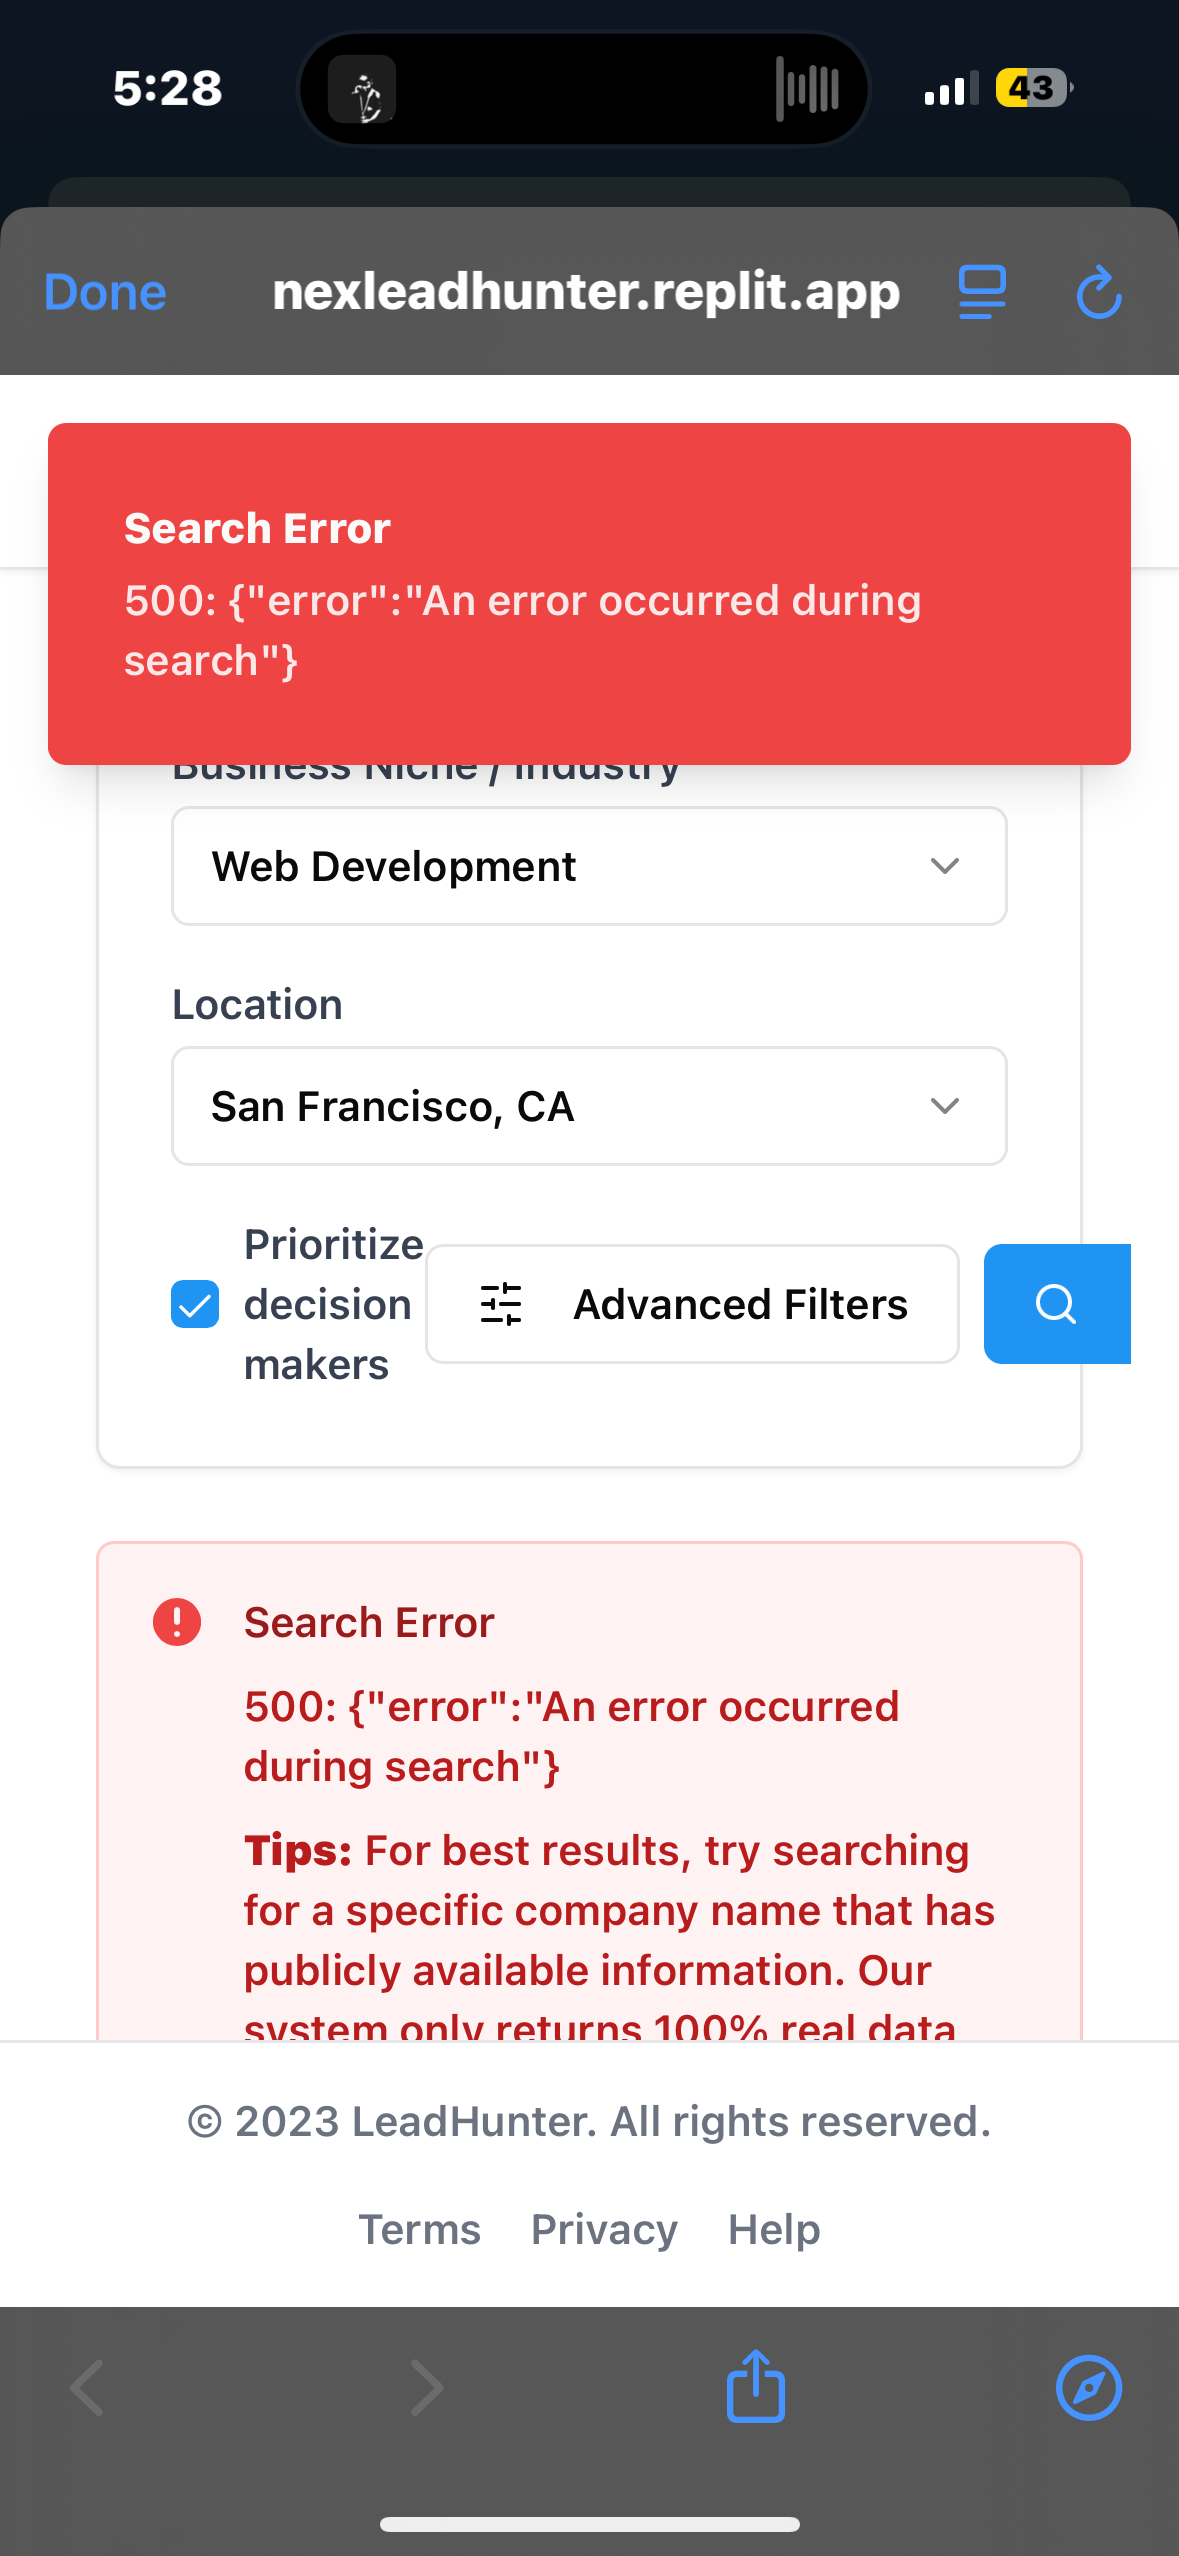 5:28
43
Done
nexleadhunter.replit.app
Search Error
500: {"error":"An error occurred during
search"}
Business Niche / Industry
Web Development
Location
San Francisco, CA
Prioritize
decision
makers
Advanced Filters
Search Error
500: {"error":"An error occurred
during search"}
Tips: For best results, try searching
for a specific company name that has
publicly available information. Our
system only returns 100% real data
© 2023 LeadHunter. All rights reserved.
Terms Privacy Help